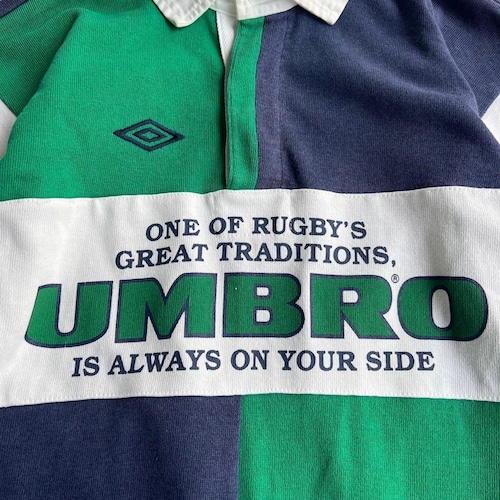 ONE OF RUGBY'S
GREAT TRADITIONS,
UMBRO®
IS ALWAYS ON YOUR SIDE